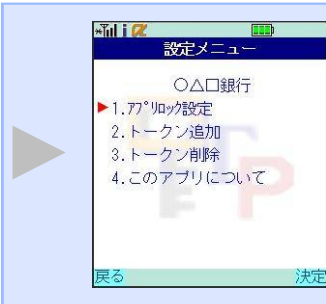 i α
設定メニュー
○△□銀行
1.アプリロック設定
2.トークン追加
3.トークン削除
4.このアプリについて
戻る 決定